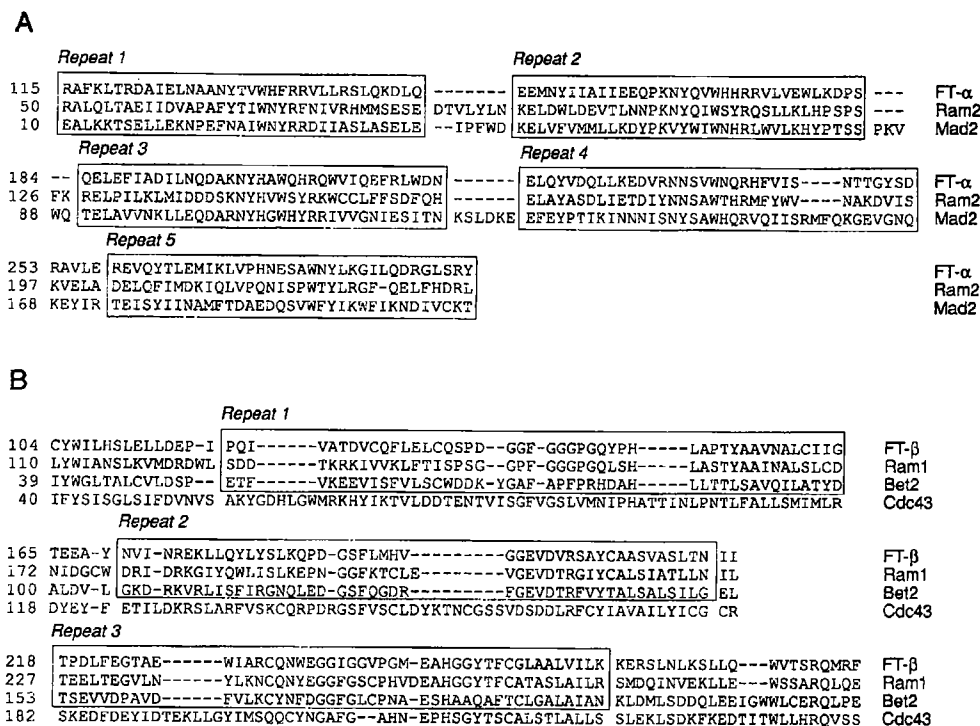 A
Repeat 1 Repeat 2
115 RAFKLTRDAIELNAANYTVWHFRRVLLRSLQKDLQ ------- EEMNYIIAIIEEQPKNYQVWHHRRVLVEWLKDPS --- FT-α
50 RALQLTAEIIDVAPAFYTIWNYRFNIVRHMMSESE DTVLYLN KELDWLDEVTLNNPKNYQIWSYRQSLLKLHPSPS --- Ram2
10 EALKKTSELLEKNPEFNAIWNYRRDIIASLASELE --IPFWD KELVFVMMLLKDYPKVYWIWNHRLWVLKHYPTSS PKV Mad2
Repeat 3 Repeat 4
184 -- QELEFIADILNQDAKNYHAWQHRQWVIQEFRLWDN ------- ELQYVDQLLKEDVRNNSVWNQRHFVIS----NTTGYSD FT-α
126 FK RELPILKLMIDDDSKNYHVWSYRKWCCLFFSDFQH ------- ELAYASDLIETDIYNNSAWTHRMFYWV----NAKDVIS Ram2
88 WQ TELAVVNKLLEQDARNYHGWHYRRIVVGNIESITN KSLDKE EFEYPTIKINNNISNYSAWHQRVQIISRMFQKGEVGNQ Mad2
Repeat 5
253 RAVLE REVQYTLEMIKLVPHNESAWNYLKGILQDRGLSRY FT-α
197 KVELA DELQFIMDKIQLVPQNISPWTYLRGF-QELFHDRL Ram2
168 KEYIR TEISYIINAMFTDAEDQSVWFYIKWFIKNDIVCKT Mad2
B
Repeat 1
104 CYWILHSLELLDEP-I PQI------VATDVCQFLELCQSPD-GGF-GGGPGQYPH-----LAPTYAAVNALCIIG FT-β
110 LYWIANSLKVMDRDWL SDD------TKRKIVVKLFTISPSG-GPF-GGGPGQLSH-----LASTYAAINALSLCD Ram1
39 IYWGLTALCVLDSP-E ETF------VKEEVISFVLSCWDDK-YGAF-APFPRHDAH----LLTTLSAVQILATYD Bet2
40 IFYSISGLSIFDVNVS AKYGDHLGWMRKHYIKTVLDDTENTVISGFVGSLVMNIPHATTINLPNTLFALLSMIMLR Cdc43
Repeat 2
165 TEEA-Y NVI-NREKLLQYLYSLKQPD-GSFLMHV---------GGEVDVRSAYCAASVASLTN II FT-β
172 NIDGCW DRI-DRKGIYQWLISLKEPN-GGFKTCLE--------VGEVDTRGIYCALSIATLLN IL Ram1
100 ALDV-L GKD-RKVRLISFIRGNQLED-GSFQGDR---------FGEVDTRFVYTALSALSILG EL Bet2
118 DYEY-F ETILDKRSLARFVSKCQRPDRGSFVSCLDYKTNCGSSVDSDDLRFCYIAVAILYICG CR Cdc43
Repeat 3
218 TPDLFEGTAE------WIARCQNWEGGIGGVPGM-EAHGGYTFCGLAALVILK KERSLNLKSLLQ---WVTSRQMRF FT-β
227 TEELTEGVLN------YLKNCQNYEGGFGSCPHVDEAHGGYTFCATASLAILR SMDQINVEKLLE---WSSARQLQE Ram1
153 TSEVVDPAVD------FVLKCYNFDGGFGLCPNA-ESHAAQAFTCLGALAIAN KLDMLSDDQLEEIGWWLCERQLPE Bet2
182 SKEDFDEYIDTEKLLGYIMSQQCYNGAFG--AHN-EPHSGYTSCALSTLALLS SLEKLSDKFKEDTITWLLHRQVSS Cdc43